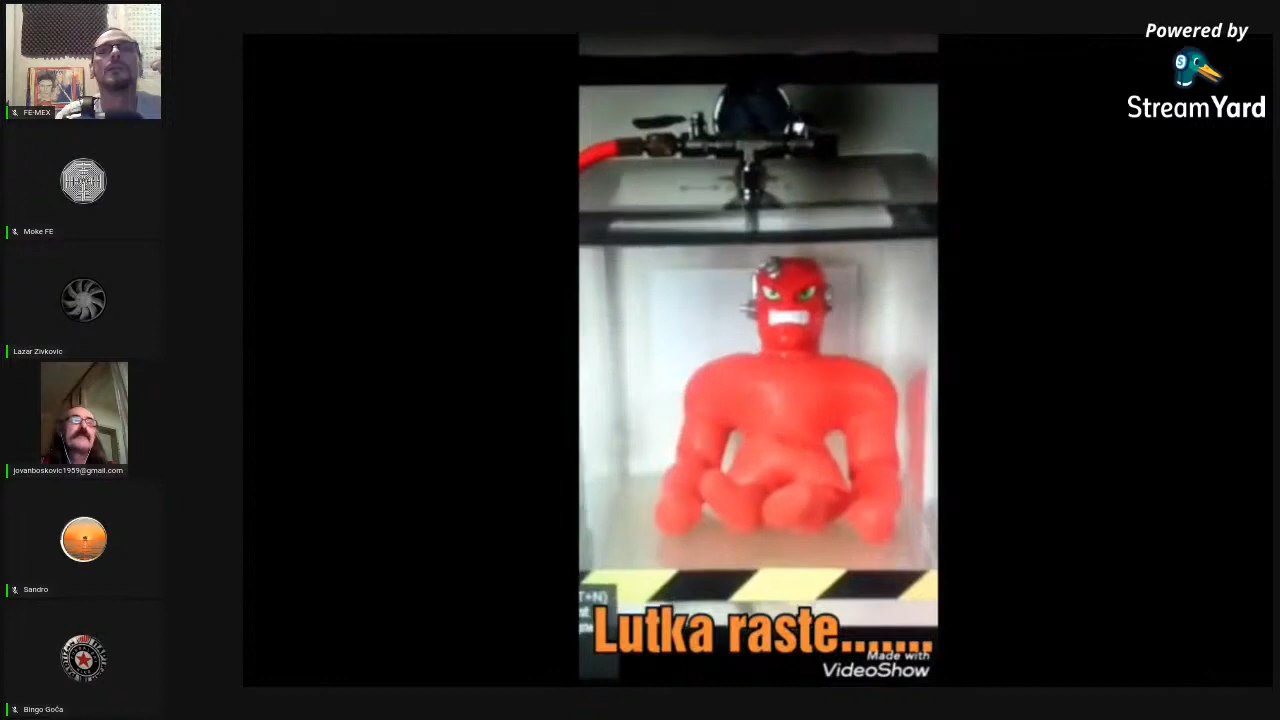 Powered by
StreamYard
FE-MEX
Moke FE
Lazar Zivkovic
jovanboskovic1959@gmail.com
Sandro
Bingo Goča
T+N)
Lutka raste.......
Made with
VideoShow